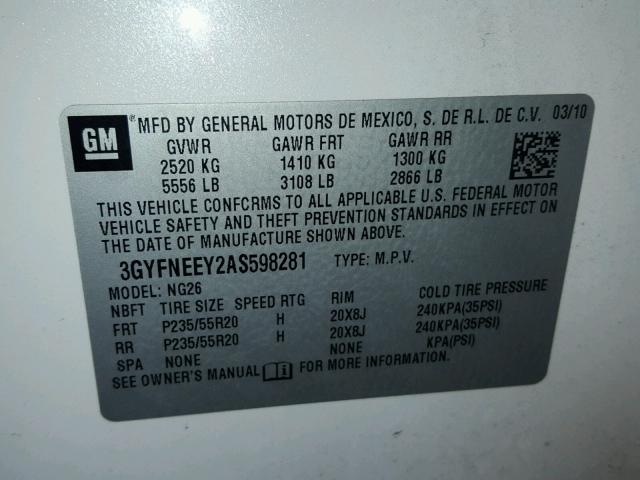 GM MFD BY GENERAL MOTORS DE MEXICO, S. DE R.L. DE C.V. 03/10
GVWR GAWR FRT GAWR RR
2520 KG 1410 KG 1300 KG
5556 LB 3108 LB 2866 LB
THIS VEHICLE CONFORMS TO ALL APPLICABLE U.S. FEDERAL MOTOR
VEHICLE SAFETY AND THEFT PREVENTION STANDARDS IN EFFECT ON
THE DATE OF MANUFACTURE SHOWN ABOVE.
3GYFNEEY2AS598281 TYPE: M.P.V.
MODEL: NG26
NBFT TIRE SIZE SPEED RTG RIM COLD TIRE PRESSURE
FRT P235/55R20 H 20X8J 240KPA(35PSI)
RR P235/55R20 H 20X8J 240KPA(35PSI)
SPA NONE NONE KPA(PSI)
SEE OWNER'S MANUAL i FOR MORE INFORMATION.